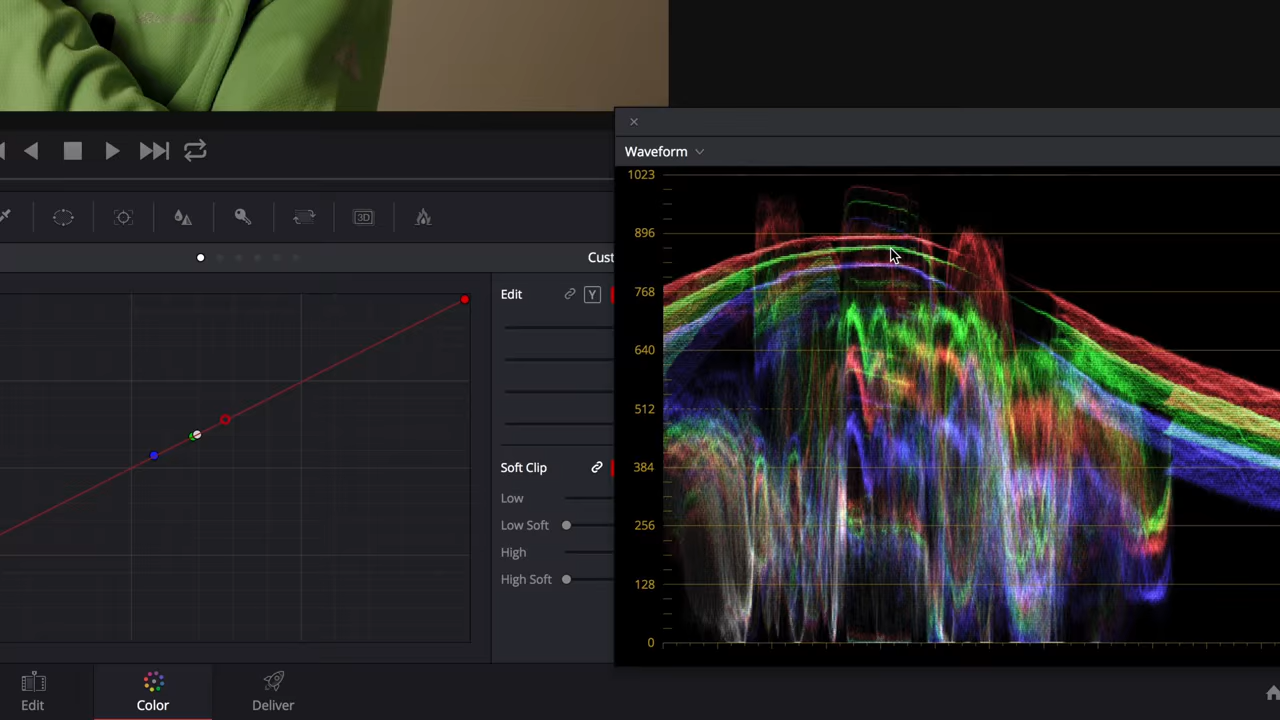 3D
Cust
Waveform
1023
896
768
640
512
384
256
128
0
Edit
Y
Soft Clip
Low
Low Soft
High
High Soft
Edit
Color
Deliver